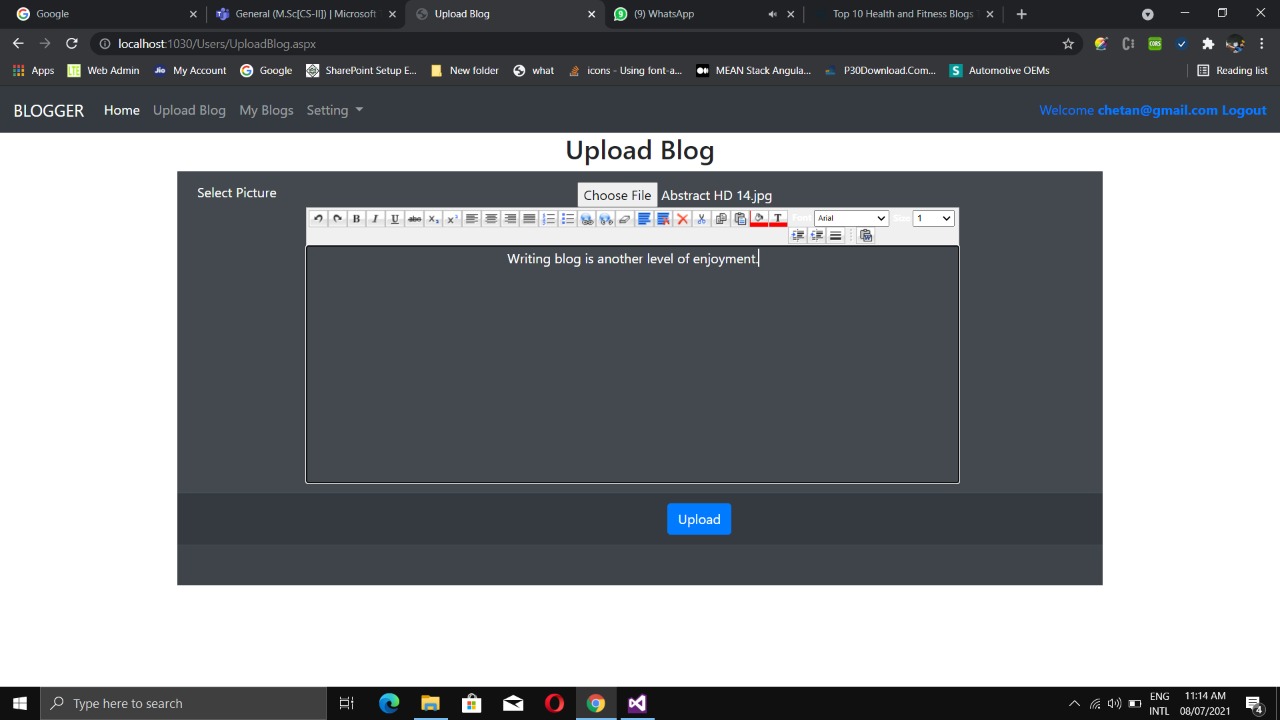 Google
General (M.Sc[CS-II]) | Microsoft
Upload Blog
(9) WhatsApp
Top 10 Health and Fitness Blogs
localhost:1030/Users/UploadBlog.aspx
Apps
Web Admin
My Account
Google
SharePoint Setup E...
New folder
what
icons - Using font-a...
MEAN Stack Angula...
P30Download.Com...
Automotive OEMs
Reading list
BLOGGER Home Upload Blog My Blogs Setting
Welcome chetan@gmail.com Logout
Upload Blog
Select Picture
Choose File Abstract HD 14.jpg
Font Arial Size 1
Writing blog is another level of enjoyment.
Upload
Type here to search
ENG
INTL
11:14 AM
08/07/2021
4